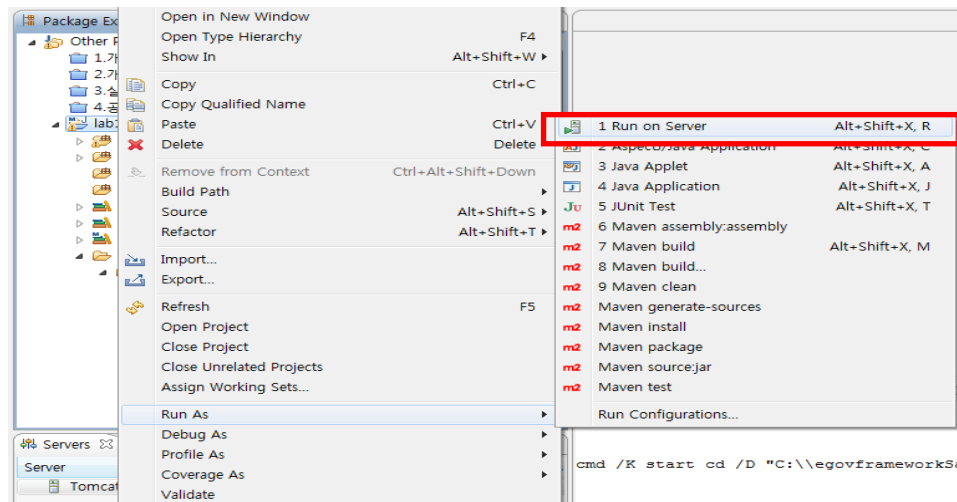 Package Ex
Other
1.
2.
3.
4.
Open in New Window
Open Type Hierarchy F4
Show In Alt+Shift+W
Copy Ctrl+C
Copy Qualified Name
Paste Ctrl+V
Delete Delete
Remove from Context Ctrl+Alt+Shift+Down
Build Path
Source Alt+Shift+S
Refactor Alt+Shift+T
Import...
Export...
Refresh F5
Open Project
Close Project
Close Unrelated Projects
Assign Working Sets...
Run As
Debug As
Profile As
Coverage As
Validate
1 Run on Server Alt+Shift+X, R
2 AspectJ/Java Application Alt+Shift+X, C
3 Java Applet Alt+Shift+X, A
4 Java Application Alt+Shift+X, J
5 JUnit Test Alt+Shift+X, T
6 Maven assembly:assembly
7 Maven build Alt+Shift+X, M
8 Maven build...
9 Maven clean
Maven generate-sources
Maven install
Maven package
Maven source:jar
Maven test
Run Configurations...
Servers
Server
Tomcat
cmd /K start cd /D "C:\\egovframeworkSa